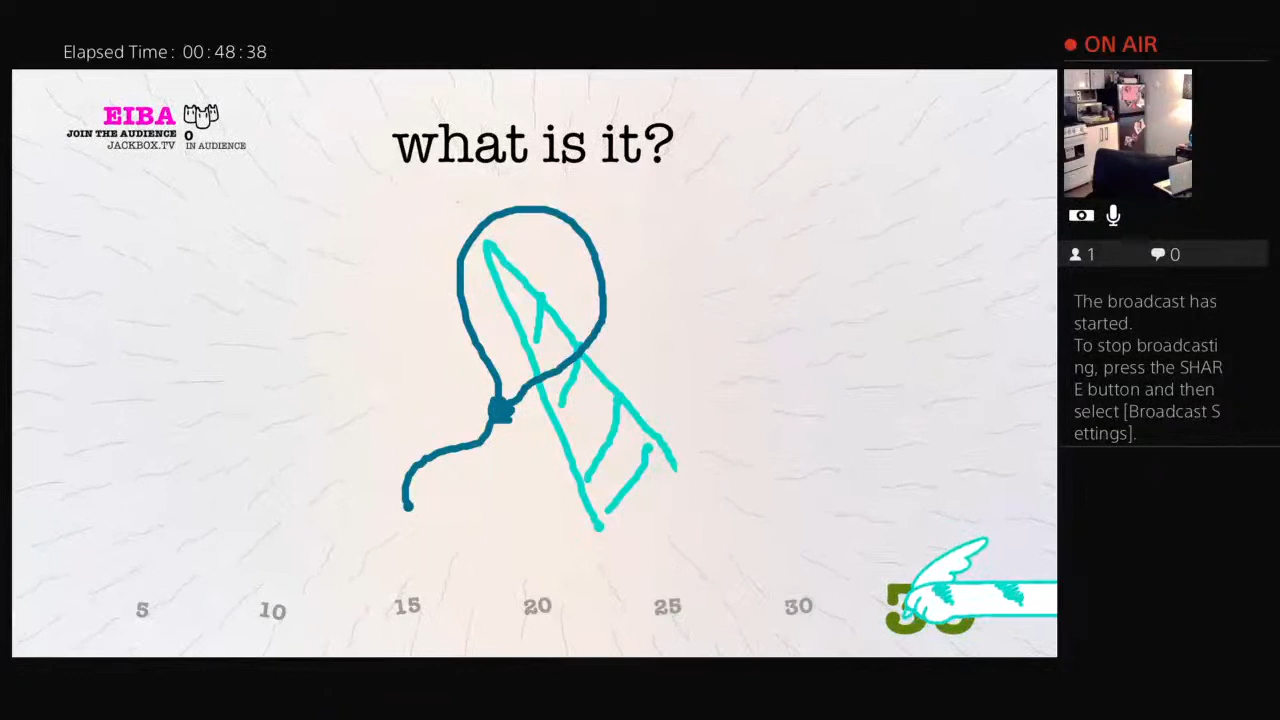 Elapsed Time: 00:48:38
ON AIR
EIBA
JOIN THE AUDIENCE
JACKBOX.TV
0
IN AUDIENCE
what is it?
1
0
The broadcast has
started.
To stop broadcasti
ng, press the SHAR
E button and then
select [Broadcast S
ettings].
5
10
15
20
25
30